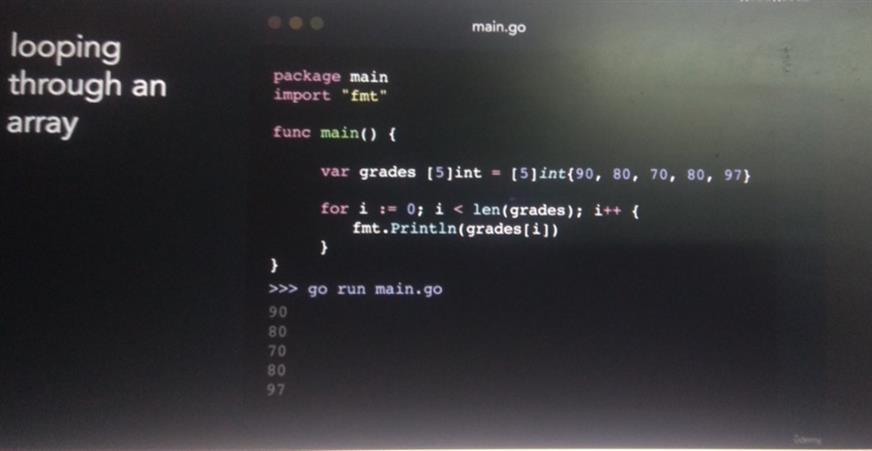 looping
through an
array
main.go
package main
import "fmt"
func main() {
var grades [5]int = [5]int{90, 80, 70, 80, 97}
for i := 0; i < len(grades); i++ {
fmt.Println(grades[i])
}
}
>>> go run main.go
90
80
70
80
97
ûdemy